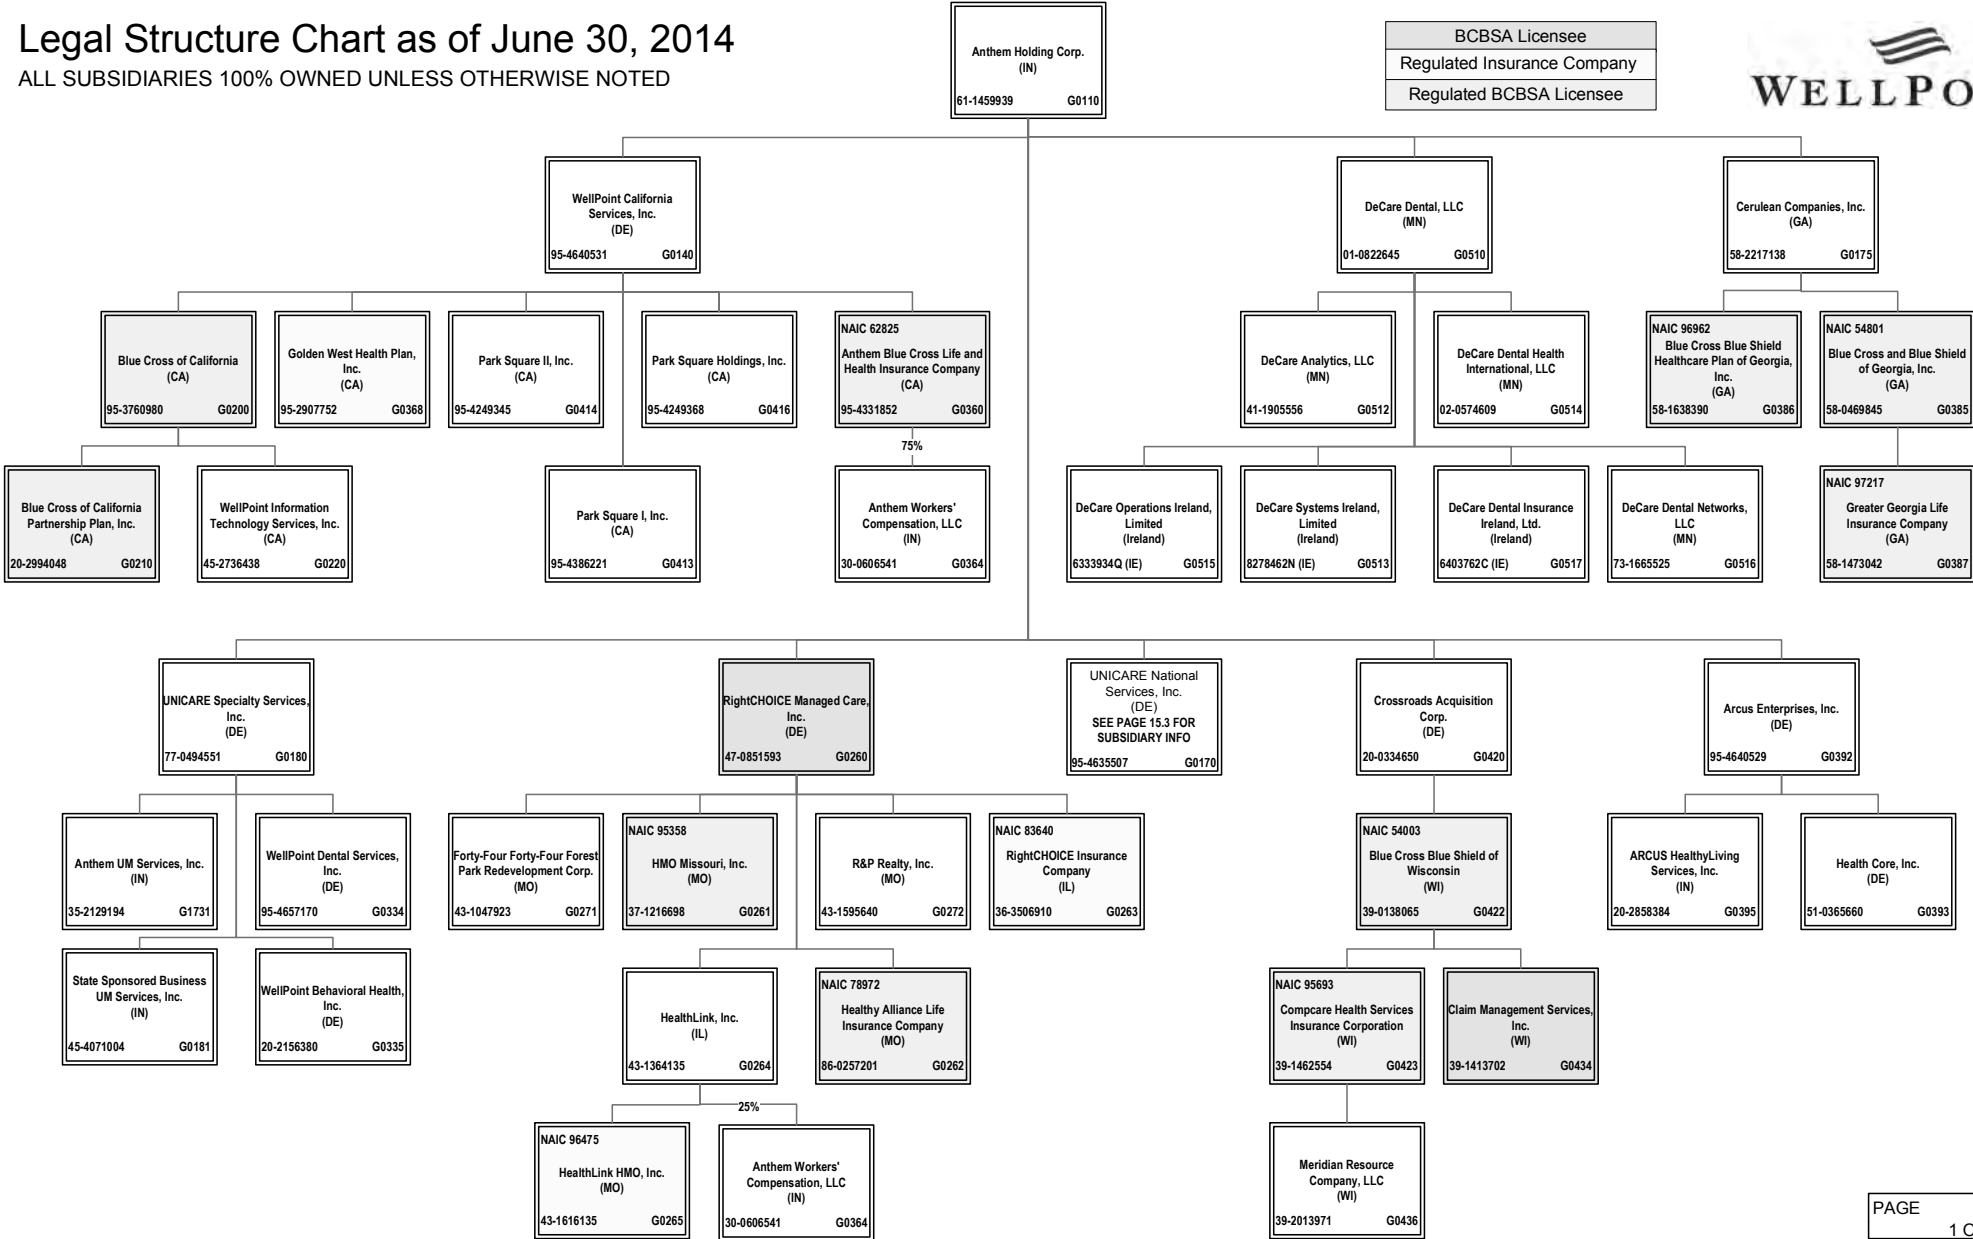 Legal Structure Chart as of June 30, 2014
ALL SUBSIDIARIES 100% OWNED UNLESS OTHERWISE NOTED
Anthem Holding Corp.
(IN)
61-1459939 G0110
BCBSA Licensee
Regulated Insurance Company
Regulated BCBSA Licensee
WELLPO
WellPoint California
Services, Inc.
(DE)
95-4640531 G0140
DeCare Dental, LLC
(MN)
01-0822645 G0510
Cerulean Companies, Inc.
(GA)
58-2217138 G0175
Blue Cross of California
(CA)
95-3760980 G0200
Golden West Health Plan,
Inc.
(CA)
95-2907752 G0368
Park Square II, Inc.
(CA)
95-4249345 G0414
Park Square Holdings, Inc.
(CA)
95-4249368 G0416
NAIC 62825
Anthem Blue Cross Life and
Health Insurance Company
(CA)
95-4331852 G0360
DeCare Analytics, LLC
(MN)
41-1905556 G0512
DeCare Dental Health
International, LLC
(MN)
02-0574609 G0514
NAIC 96962
Blue Cross Blue Shield
Healthcare Plan of Georgia,
Inc.
(GA)
58-1638390 G0386
NAIC 54801
Blue Cross and Blue Shield
of Georgia, Inc.
(GA)
58-0469845 G0385
75%
Blue Cross of California
Partnership Plan, Inc.
(CA)
20-2994048 G0210
WellPoint Information
Technology Services, Inc.
(CA)
45-2736438 G0220
Park Square I, Inc.
(CA)
95-4386221 G0413
Anthem Workers'
Compensation, LLC
(IN)
30-0606541 G0364
DeCare Operations Ireland,
Limited
(Ireland)
6333934Q (IE) G0515
DeCare Systems Ireland,
Limited
(Ireland)
8278462N (IE) G0513
DeCare Dental Insurance
Ireland, Ltd.
(Ireland)
6403762C (IE) G0517
DeCare Dental Networks,
LLC
(MN)
73-1665525 G0516
NAIC 97217
Greater Georgia Life
Insurance Company
(GA)
58-1473042 G0387
UNICARE Specialty Services,
Inc.
(DE)
77-0494551 G0180
RightCHOICE Managed Care,
Inc.
(DE)
47-0851593 G0260
UNICARE National
Services, Inc.
(DE)
SEE PAGE 15.3 FOR
SUBSIDIARY INFO
95-4635507 G0170
Crossroads Acquisition
Corp.
(DE)
20-0334650 G0420
Arcus Enterprises, Inc.
(DE)
95-4640529 G0392
Anthem UM Services, Inc.
(IN)
35-2129194 G1731
WellPoint Dental Services,
Inc.
(DE)
95-4657170 G0334
Forty-Four Forty-Four Forest
Park Redevelopment Corp.
(MO)
43-1047923 G0271
NAIC 95358
HMO Missouri, Inc.
(MO)
37-1216698 G0261
R&P Realty, Inc.
(MO)
43-1595640 G0272
NAIC 83640
RightCHOICE Insurance
Company
(IL)
36-3506910 G0263
NAIC 54003
Blue Cross Blue Shield of
Wisconsin
(WI)
39-0138065 G0422
ARCUS HealthyLiving
Services, Inc.
(IN)
20-2858384 G0395
Health Core, Inc.
(DE)
51-0365660 G0393
State Sponsored Business
UM Services, Inc.
(IN)
45-4071004 G0181
WellPoint Behavioral Health,
Inc.
(DE)
20-2156380 G0335
HealthLink, Inc.
(IL)
43-1364135 G0264
NAIC 78972
Healthy Alliance Life
Insurance Company
(MO)
86-0257201 G0262
NAIC 95693
Compcare Health Services
Insurance Corporation
(WI)
39-1462554 G0423
Claim Management Services,
Inc.
(WI)
39-1413702 G0434
25%
NAIC 96475
HealthLink HMO, Inc.
(MO)
43-1616135 G0265
Anthem Workers'
Compensation, LLC
(IN)
30-0606541 G0364
Meridian Resource
Company, LLC
(WI)
39-2013971 G0436
PAGE
1 O